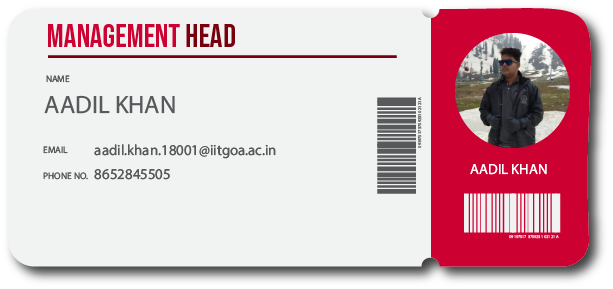 MANAGEMENT HEAD
NAME
AADIL KHAN
EMAIL aadil.khan.18001@iitgoa.ac.in
PHONE NO. 8652845505
AADIL KHAN